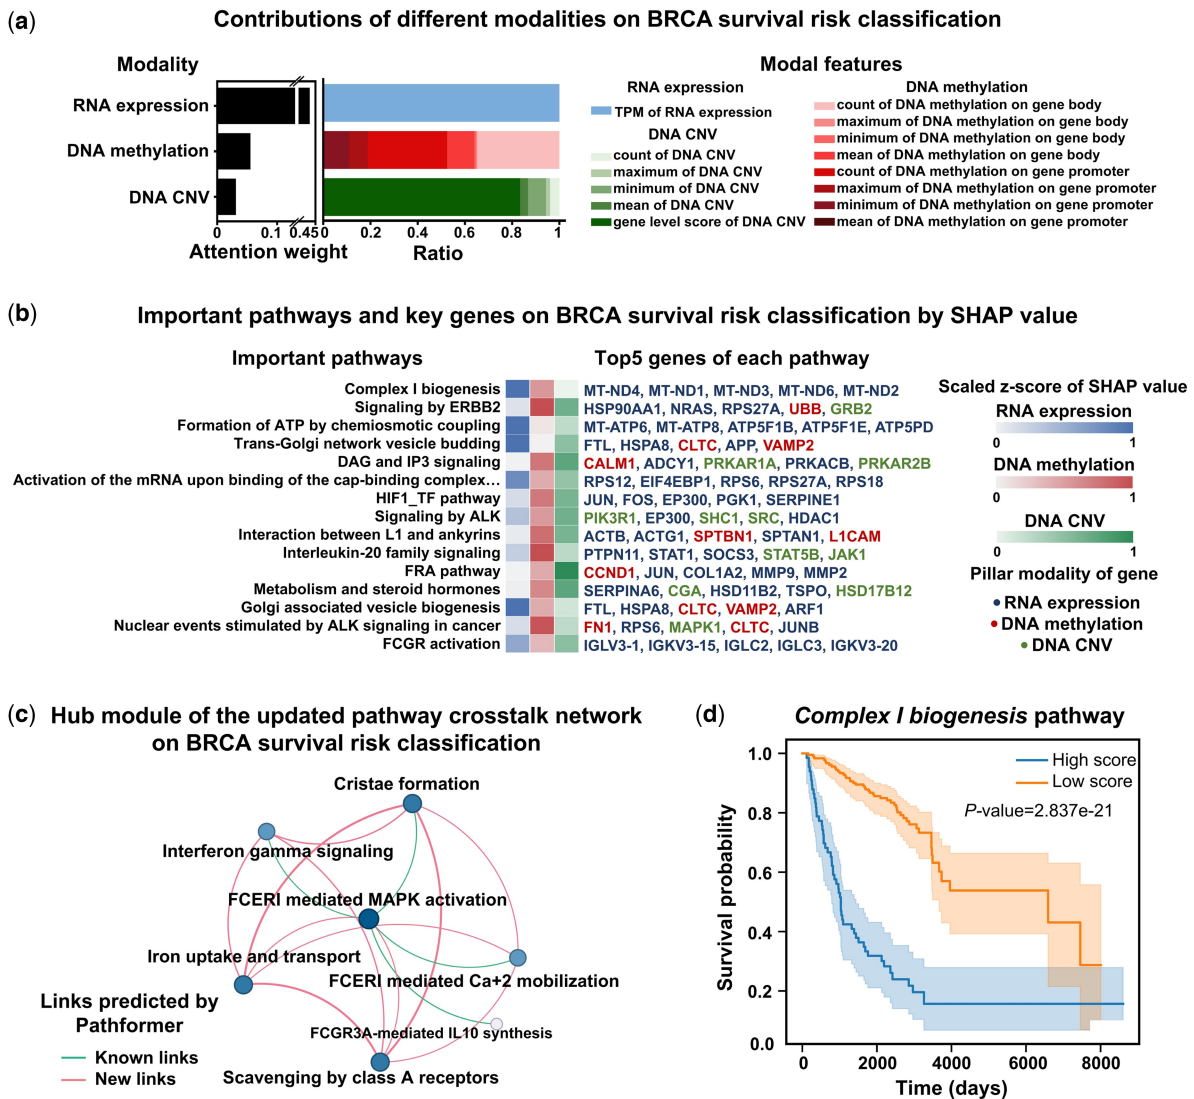 (a)
Contributions of different modalities on BRCA survival risk classification
Modality
RNA expression
DNA methylation
DNA CNV
0
0.1
0.45
Attention weight
0
0.2
0.4
0.6
0.8
1
Ratio
Modal features
RNA expression
TPM of RNA expression
DNA CNV
count of DNA CNV
maximum of DNA CNV
minimum of DNA CNV
mean of DNA CNV
gene level score of DNA CNV
DNA methylation
count of DNA methylation on gene body
maximum of DNA methylation on gene body
minimum of DNA methylation on gene body
mean of DNA methylation on gene body
count of DNA methylation on gene promoter
maximum of DNA methylation on gene promoter
minimum of DNA methylation on gene promoter
mean of DNA methylation on gene promoter
(b)
Important pathways and key genes on BRCA survival risk classification by SHAP value
Important pathways
Top5 genes of each pathway
Complex I biogenesis MT-ND4, MT-ND1, MT-ND3, MT-ND6, MT-ND2
Signaling by ERBB2 HSP90AA1, NRAS, RPS27A, UBB, GRB2
Formation of ATP by chemiosmotic coupling MT-ATP6, MT-ATP8, ATP5F1B, ATP5F1E, ATP5PD
Trans-Golgi network vesicle budding FTL, HSPA8, CLTC, APP, VAMP2
DAG and IP3 signaling CALM1, ADCY1, PRKAR1A, PRKACB, PRKAR2B
Activation of the mRNA upon binding of the cap-binding complex... RPS12, EIF4EBP1, RPS6, RPS27A, RPS18
HIF1_TF pathway JUN, FOS, EP300, PGK1, SERPINE1
Signaling by ALK PIK3R1, EP300, SHC1, SRC, HDAC1
Interaction between L1 and ankyrins ACTB, ACTG1, SPTBN1, SPTAN1, L1CAM
Interleukin-20 family signaling PTPN11, STAT1, SOCS3, STAT5B, JAK1
FRA pathway CCND1, JUN, COL1A2, MMP9, MMP2
Metabolism and steroid hormones SERPINA6, CGA, HSD11B2, TSPO, HSD17B12
Golgi associated vesicle biogenesis FTL, HSPA8, CLTC, VAMP2, ARF1
Nuclear events stimulated by ALK signaling in cancer FN1, RPS6, MAPK1, CLTC, JUNB
FCGR activation IGLV3-1, IGKV3-15, IGLC2, IGLC3, IGKV3-20
Scaled z-score of SHAP value
RNA expression
0 1
DNA methylation
0 1
DNA CNV
0 1
Pillar modality of gene
RNA expression
DNA methylation
DNA CNV
(c)
Hub module of the updated pathway crosstalk network
on BRCA survival risk classification
Cristae formation
Interferon gamma signaling
FCERI mediated MAPK activation
Iron uptake and transport
FCERI mediated Ca+2 mobilization
FCGR3A-mediated IL10 synthesis
Scavenging by class A receptors
Links predicted by
Pathformer
Known links
New links
(d)
Complex I biogenesis pathway
High score
Low score
P-value=2.837e-21
Survival probability
1.0
0.8
0.6
0.4
0.2
0.0
0
2000
4000
6000
8000
Time (days)